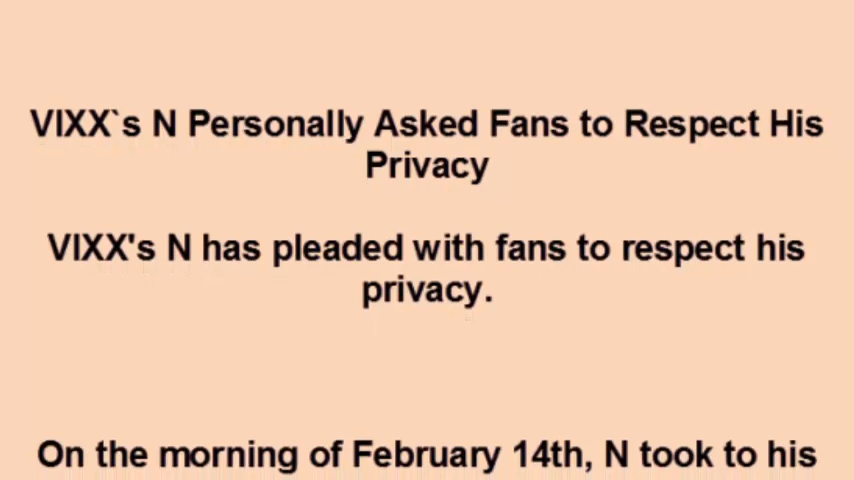 VIXX`s N Personally Asked Fans to Respect His
Privacy
VIXX's N has pleaded with fans to respect his
privacy.
On the morning of February 14th, N took to his